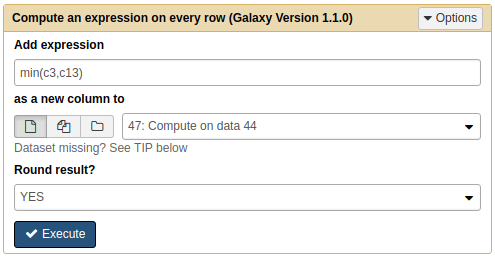 Compute an expression on every row (Galaxy Version 1.1.0)
Options
Add expression
min(c3,c13)
as a new column to
47: Compute on data 44
Dataset missing? See TIP below
Round result?
YES
Execute